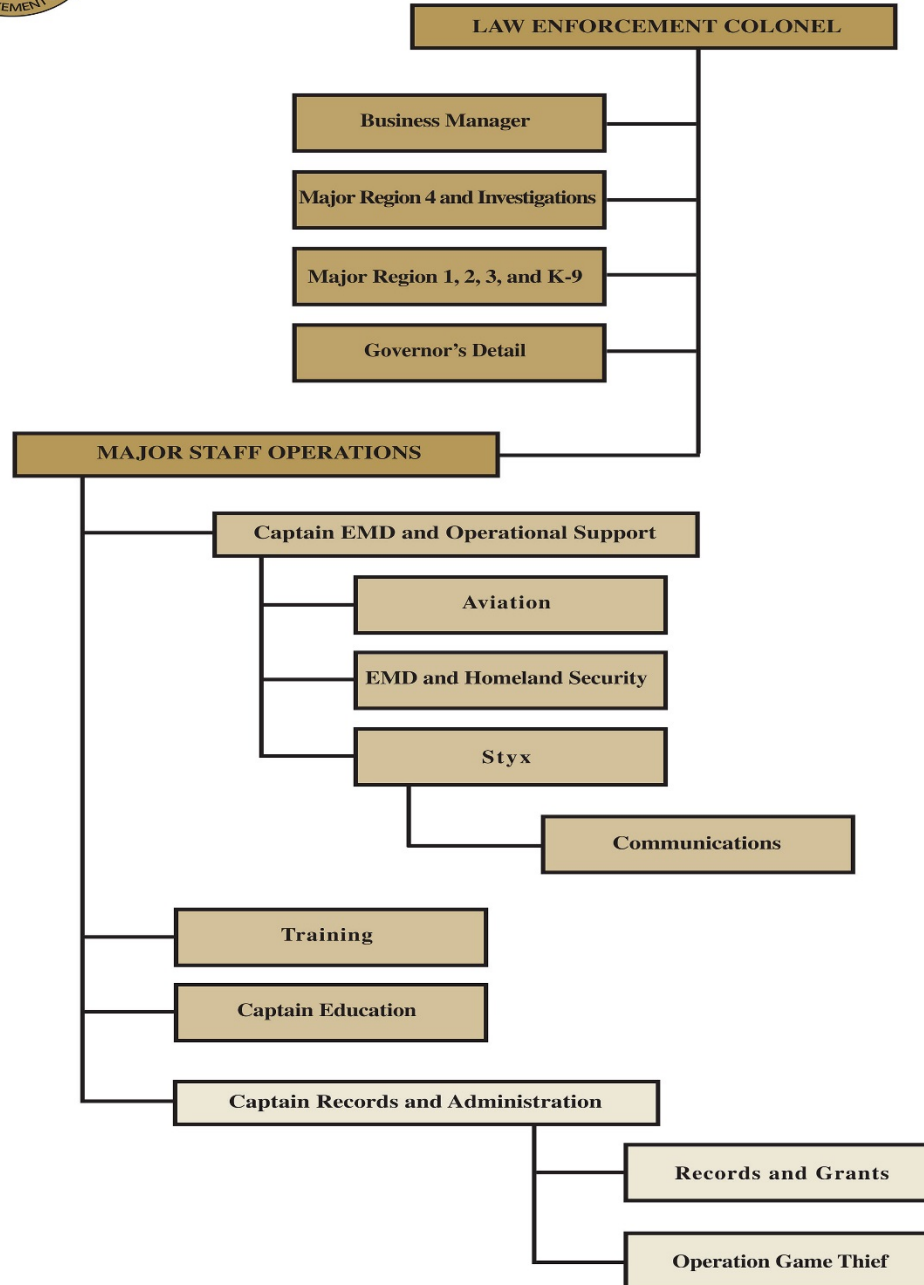 EMENT
LAW ENFORCEMENT COLONEL
Business Manager
Major Region 4 and Investigations
Major Region 1, 2, 3, and K-9
Governor’s Detail
MAJOR STAFF OPERATIONS
Captain EMD and Operational Support
Aviation
EMD and Homeland Security
Styx
Communications
Training
Captain Education
Captain Records and Administration
Records and Grants
Operation Game Thief